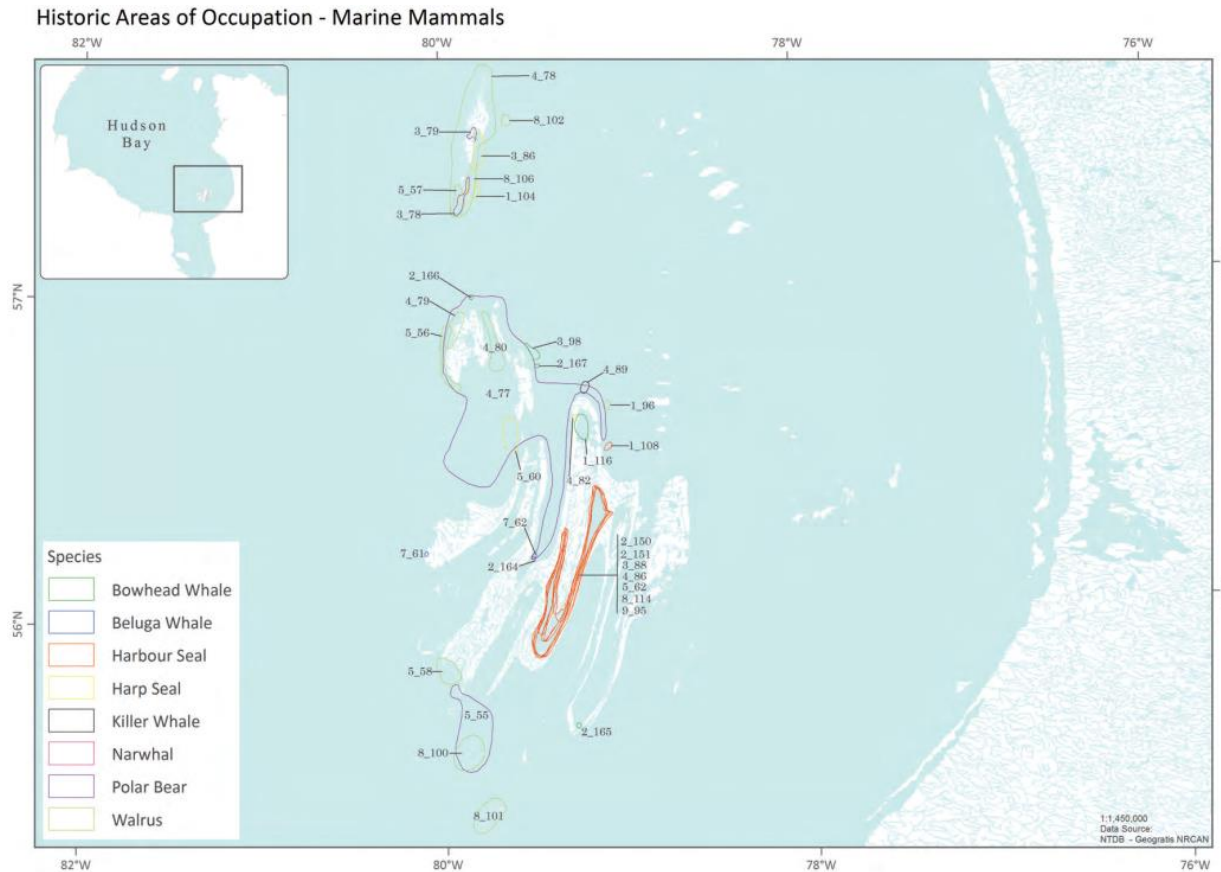 Historic Areas of Occupation - Marine Mammals
82°W
80°W
78°W
76°W
Hudson
Bay
4_78
8_102
3_79
3_86
8_106
5_57
1_104
3_78
57°N
2_166
4_79
5_56
4_80
3_98
2_167
4_89
4_77
1_96
1_108
1_116
5_60
4_82
7_62
7_61
2_164
2_150
2_151
3_88
4_86
5_62
8_114
9_95
56°N
5_58
5_55
2_165
8_100
8_101
Species
Bowhead Whale
Beluga Whale
Harbour Seal
Harp Seal
Killer Whale
Narwhal
Polar Bear
Walrus
1:1,450,000
Data Source:
NTDB - Geogratis NRCAN
82°W
80°W
78°W
76°W